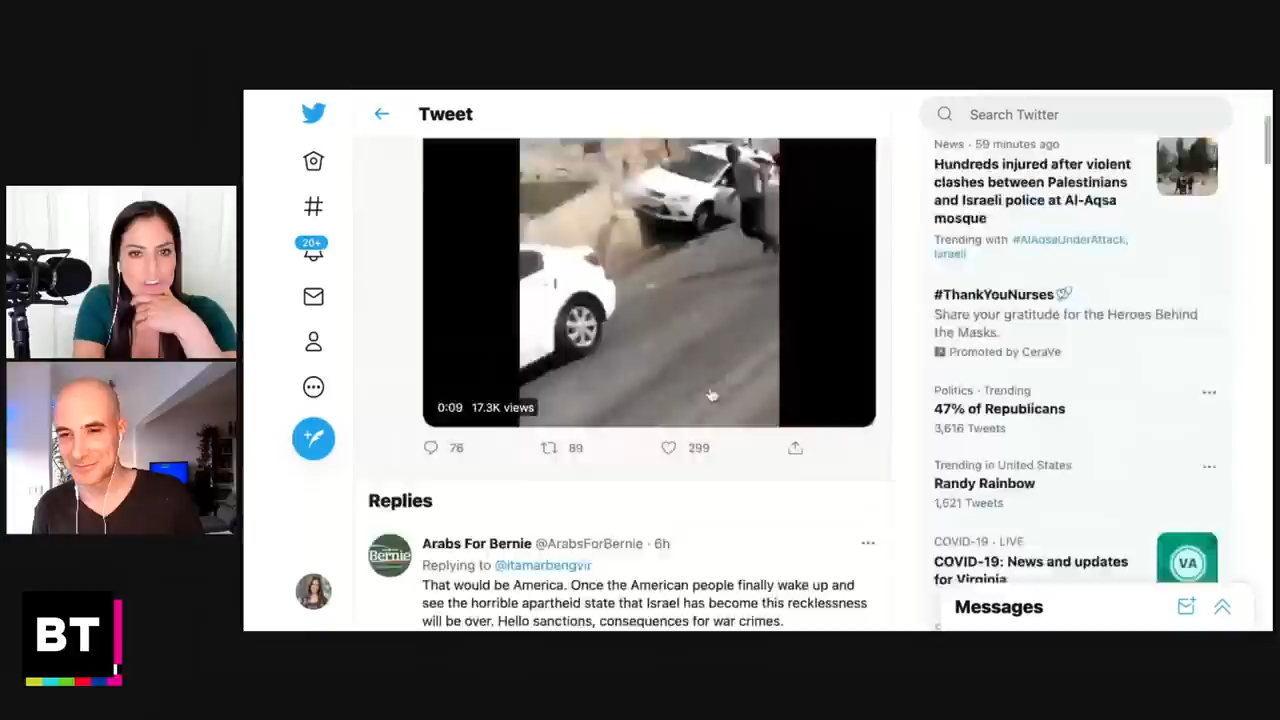 Tweet
0:09 17.3K views
76
89
299
Replies
Arabs For Bernie @ArabsForBernie · 6h
Replying to @itamarbengvir
That would be America. Once the American people finally wake up and
see the horrible apartheid state that Israel has become this recklessness
will be over. Hello sanctions, consequences for war crimes.
Bernie
20+
Search Twitter
News · 59 minutes ago
Hundreds injured after violent
clashes between Palestinians
and Israeli police at Al-Aqsa
mosque
Trending with #AlAqsaUnderAttack,
Israeli
#ThankYouNurses
Share your gratitude for the Heroes Behind
the Masks.
Promoted by CeraVe
Politics · Trending
47% of Republicans
3,616 Tweets
Trending in United States
Randy Rainbow
1,521 Tweets
COVID-19 · LIVE
COVID-19: News and updates
for Virginia
VA
Messages
BT